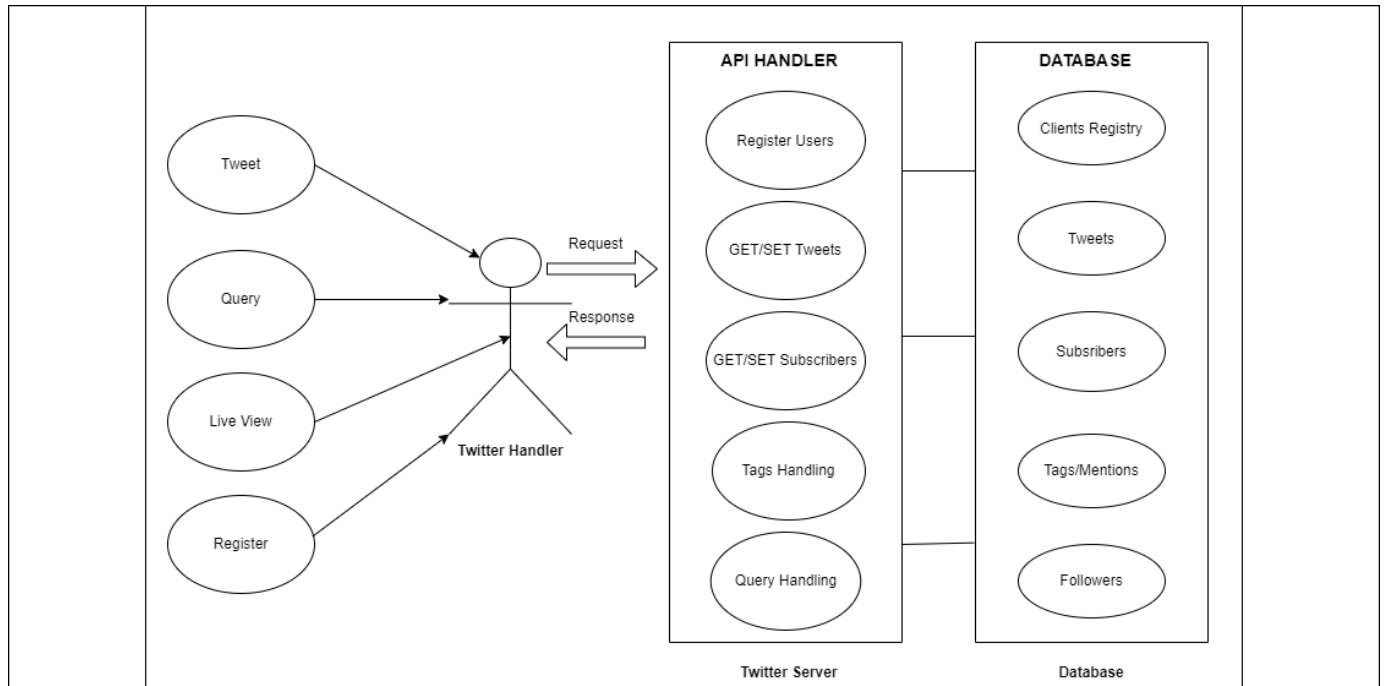 Tweet
Query
Live View
Register
Twitter Handler
Request
Response
API HANDLER
Register Users
GET/SET Tweets
GET/SET Subscribers
Tags Handling
Query Handling
Twitter Server
DATABASE
Clients Registry
Tweets
Subsribers
Tags/Mentions
Followers
Database